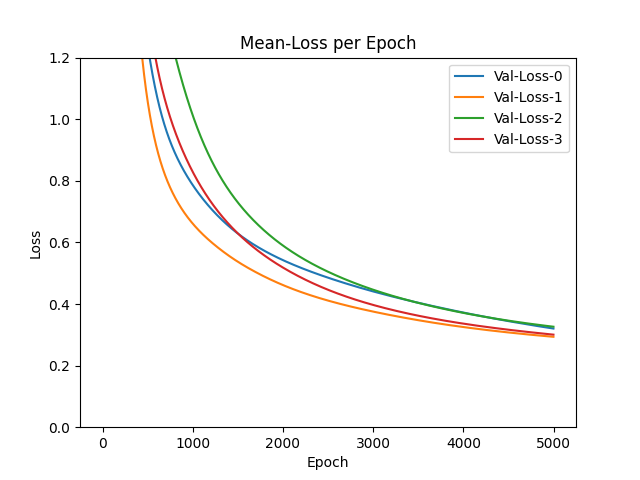 Mean-Loss per Epoch
1.2
1.0
0.8
0.6
0.4
0.2
0.0
Loss
Val-Loss-0
Val-Loss-1
Val-Loss-2
Val-Loss-3
0 1000 2000 3000 4000 5000
Epoch